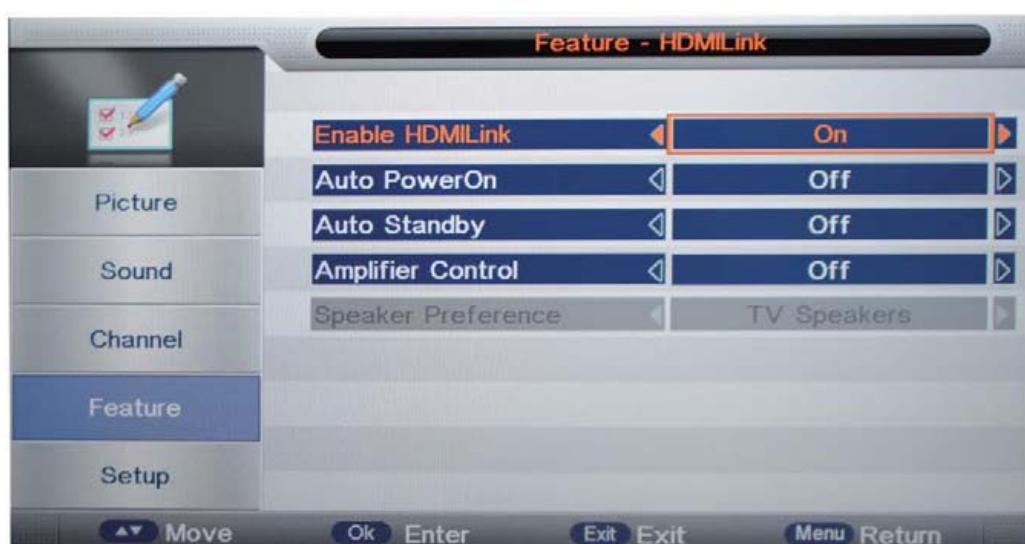 Feature - HDMILink
Enable HDMILink On
Auto PowerOn Off
Auto Standby Off
Amplifier Control Off
Speaker Preference TV Speakers
Picture
Sound
Channel
Feature
Setup
Move Ok Enter Exit Exit Menu Return